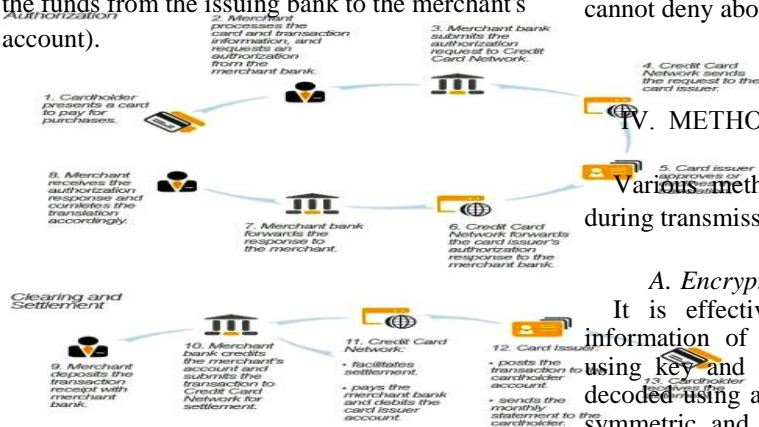 the funds from the issuing bank to the merchant's
account).
Authorization
1. Cardholder
presents a card
to pay for
purchases.
2. Merchant
processes the
card and transaction
information, and
requests an
authorization
from the
merchant bank.
3. Merchant bank
submits the
authorization
request to Credit
Card Network.
4. Credit Card
Network sends
the request to the
card issuer.
5. Card issuer
approves or
6. Credit Card
Network forwards
the card issuer's
authorization
response to the
merchant bank.
7. Merchant bank
forwards the
response to
the merchant.
8. Merchant
receives the
authorization
response and
comletes the
translation
accordingly.
Clearing and
Settlement
9. Merchant
deposits the
transaction
receipt with
merchant
bank.
10. Merchant
bank credits
the merchant's
account and
submits the
transaction to
Credit Card
Network for
settlement.
11. Credit Card
Network:
- facilitates
settlement.
- pays the
merchant bank
and debits the
card issuer
account.
12. Card Issuer:
- posts the
transaction to
cardholder
account.
- sends the
monthly
statement to the
cardholder.
13. Cardholder
receives the
cannot deny abo
IV. METHO
Various meth
during transmiss
A. Encryp
It is effectiv
information of
using key and
decoded using a
symmetric and